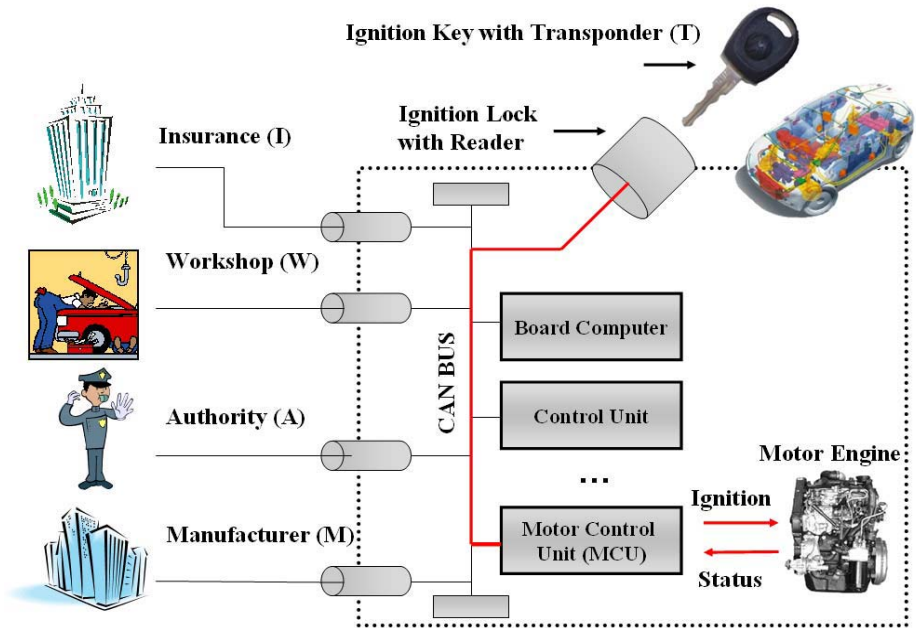 Ignition Key with Transponder (T)
Ignition Lock
with Reader
Insurance (I)
Workshop (W)
Board Computer
CAN BUS
Authority (A)
Control Unit
...
Motor Engine
Ignition
Manufacturer (M)
Motor Control
Unit (MCU)
Status